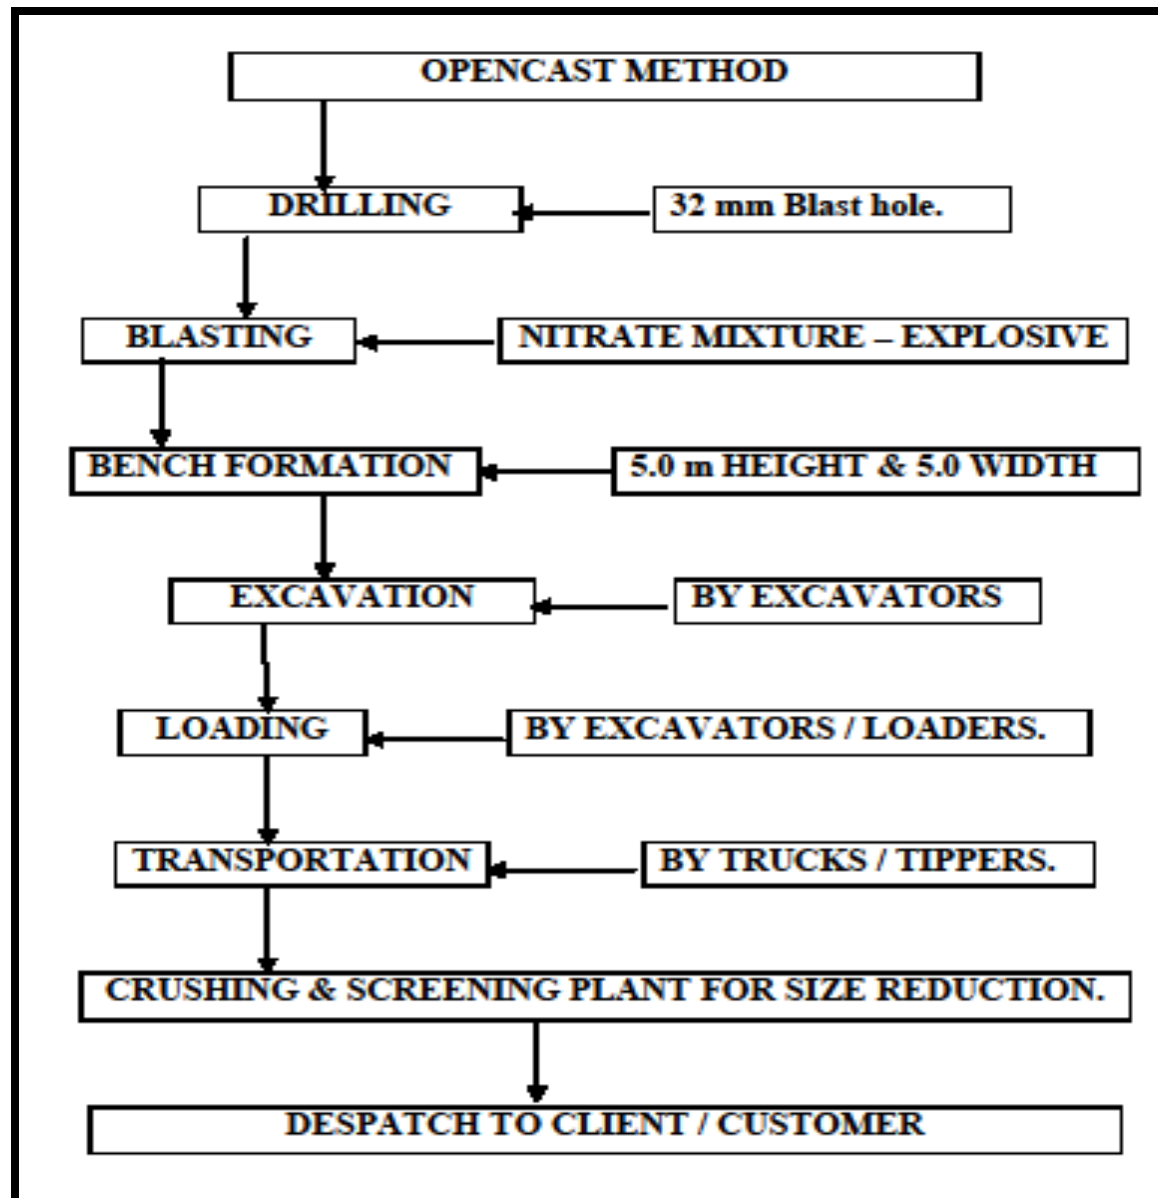 OPENCAST METHOD
DRILLING
32 mm Blast hole.
BLASTING
NITRATE MIXTURE – EXPLOSIVE
BENCH FORMATION
5.0 m HEIGHT & 5.0 WIDTH
EXCAVATION
BY EXCAVATORS
LOADING
BY EXCAVATORS / LOADERS.
TRANSPORTATION
BY TRUCKS / TIPPERS.
CRUSHING & SCREENING PLANT FOR SIZE REDUCTION.
DESPATCH TO CLIENT / CUSTOMER